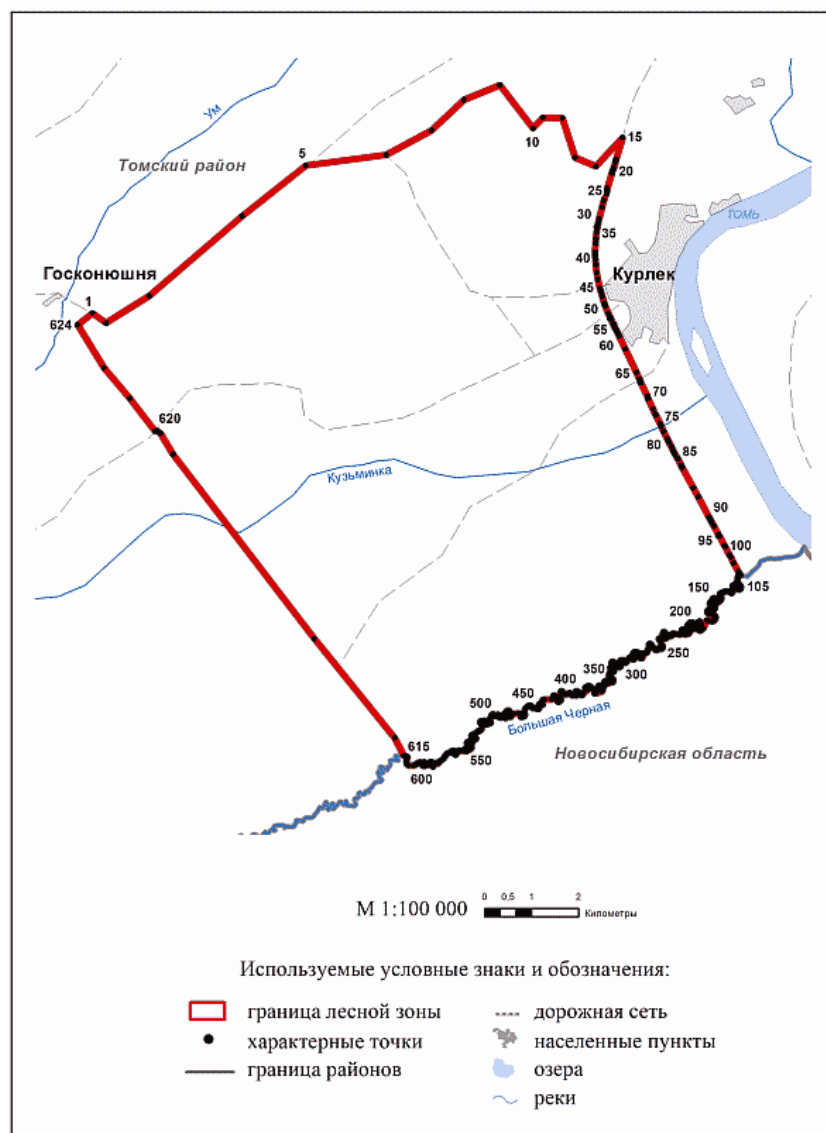 Ум
Томский район
5
10
15
20
25
30
35
40
45
50
55
60
65
70
75
80
85
90
95
100
105
ТОМЬ
Госконюшня
Курлек
1
624
620
Кузьминка
150
200
250
300
350
400
450
500
550
600
615
Большая Черная
Новосибирская область
М 1:100 000
0 0,5 1 2
Километры
Используемые условные знаки и обозначения:
граница лесной зоны
характерные точки
граница районов
дорожная сеть
населенные пункты
озера
реки